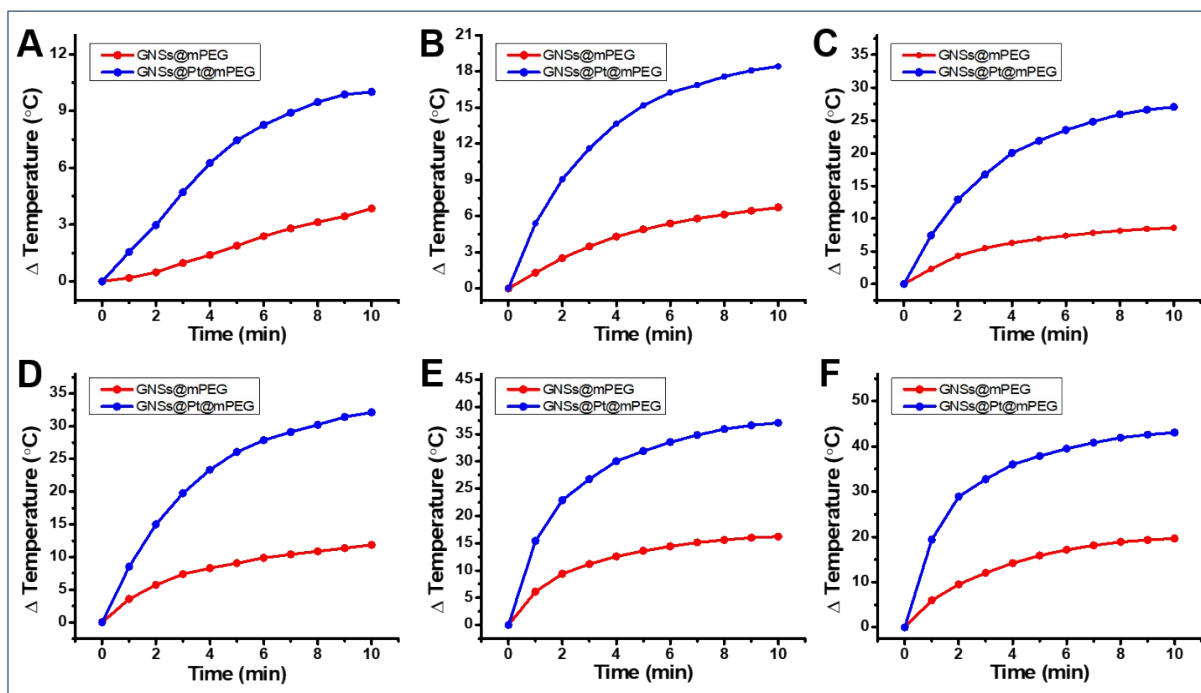 A
GNSs@mPEG
GNSs@Pt@mPEG
Δ Temperature (°C)
12
9
6
3
0
0 2 4 6 8 10
Time (min)
B
GNSs@mPEG
GNSs@Pt@mPEG
Δ Temperature (°C)
21
18
15
12
9
6
3
0
0 2 4 6 8 10
Time (min)
C
GNSs@mPEG
GNSs@Pt@mPEG
Δ Temperature (°C)
35
30
25
20
15
10
5
0
0 2 4 6 8 10
Time (min)
D
GNSs@mPEG
GNSs@Pt@mPEG
Δ Temperature (°C)
35
30
25
20
15
10
5
0
0 2 4 6 8 10
Time (min)
E
GNSs@mPEG
GNSs@Pt@mPEG
Δ Temperature (°C)
45
40
35
30
25
20
15
10
5
0
0 2 4 6 8 10
Time (min)
F
GNSs@mPEG
GNSs@Pt@mPEG
Δ Temperature (°C)
50
40
30
20
10
0
0 2 4 6 8 10
Time (min)